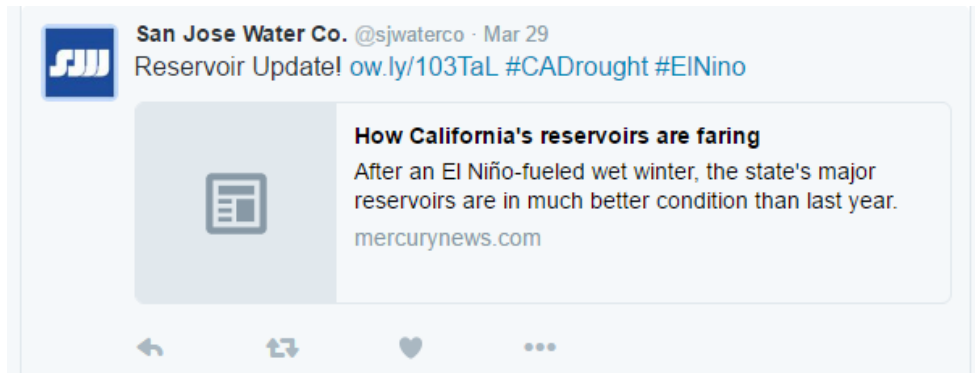 San Jose Water Co. @sjwaterco · Mar 29
SJW
Reservoir Update! ow.ly/103TaL #CADrought #ElNino
How California's reservoirs are faring
After an El Niño-fueled wet winter, the state's major
reservoirs are in much better condition than last year.
mercurynews.com